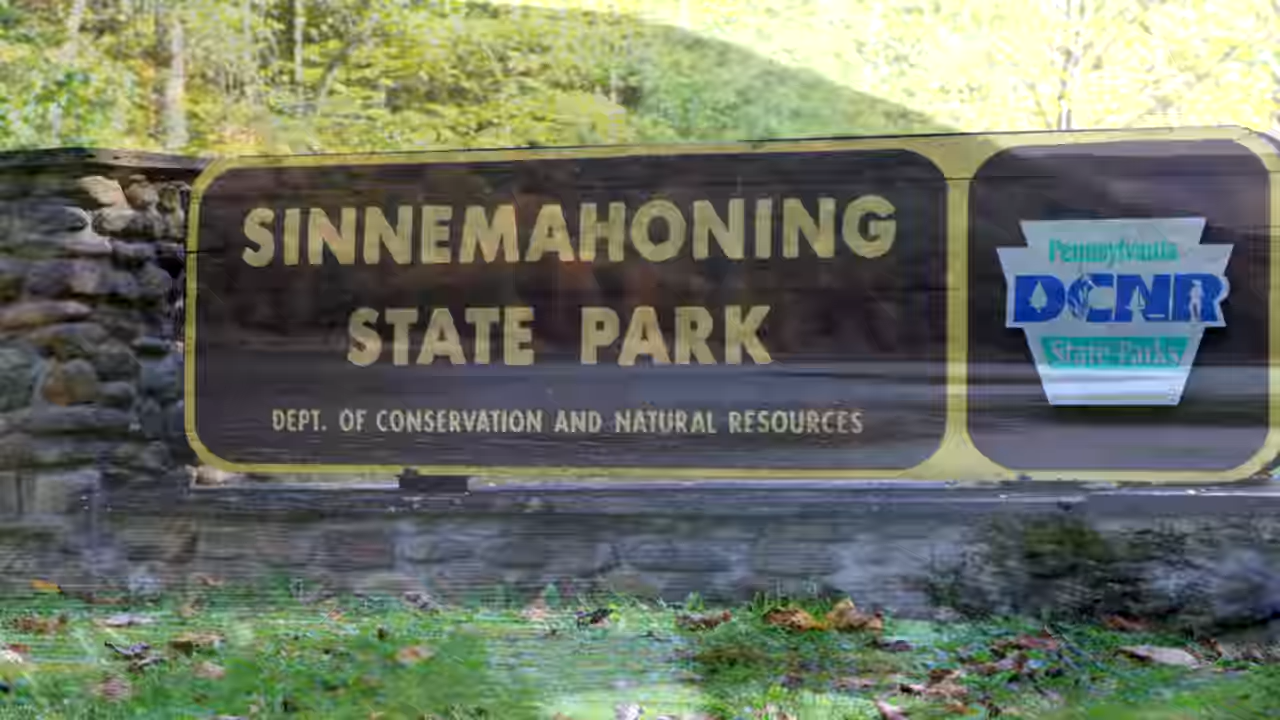 SINNEMAHONING
STATE PARK
DEPT. OF CONSERVATION AND NATURAL RESOURCES
Pennsylvania
DCNR
State Parks